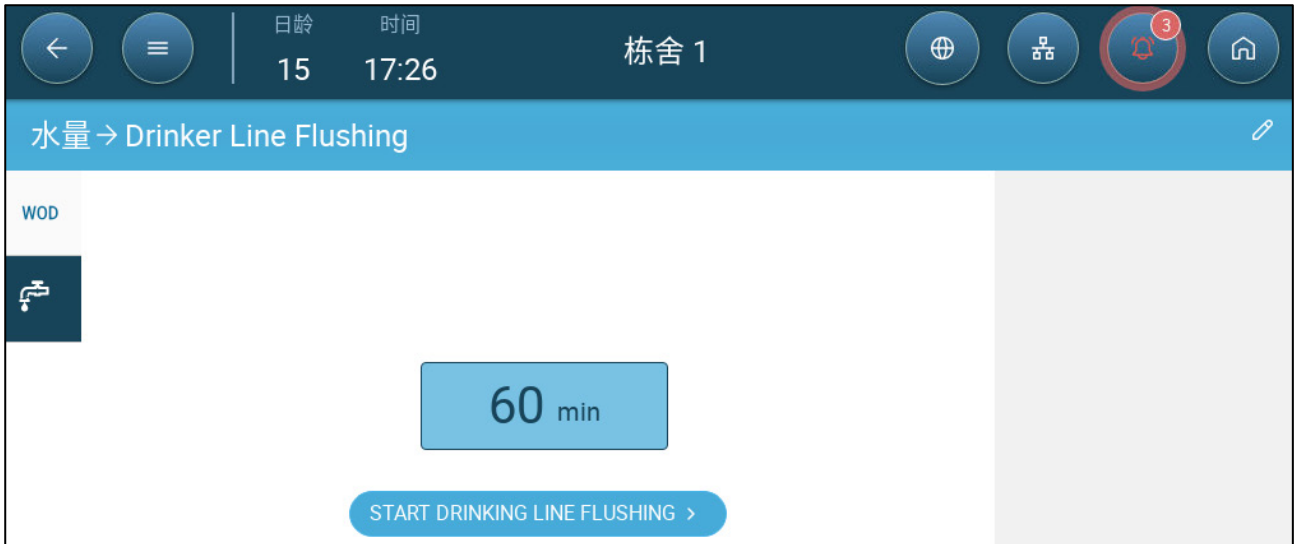 日龄 时间
15 17:26
栋舍 1
3
水量→Drinker Line Flushing
WOD
60 min
START DRINKING LINE FLUSHING >